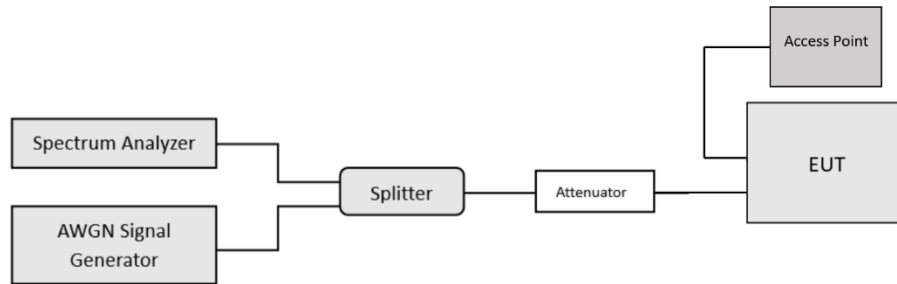 Access Point
Spectrum Analyzer
EUT
Splitter
Attenuator
AWGN Signal
Generator